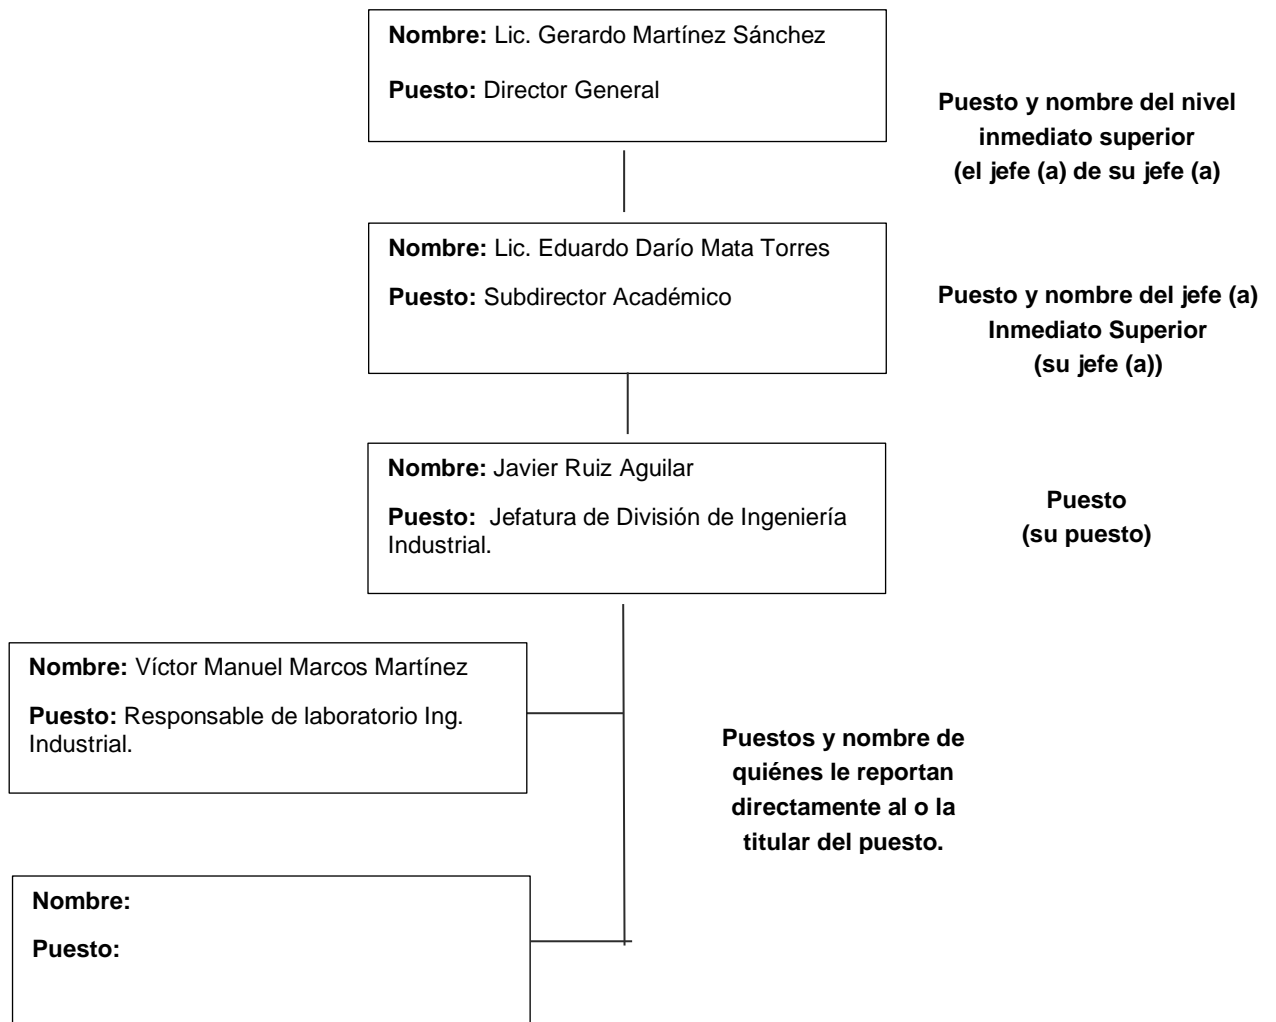 Nombre: Lic. Gerardo Martínez Sánchez
Puesto: Director General
Puesto y nombre del nivel
inmediato superior
(el jefe (a) de su jefe (a)
Nombre: Lic. Eduardo Darío Mata Torres
Puesto: Subdirector Académico
Puesto y nombre del jefe (a)
Inmediato Superior
(su jefe (a))
Nombre: Javier Ruiz Aguilar
Puesto: Jefatura de División de Ingeniería
Industrial.
Puesto
(su puesto)
Nombre: Víctor Manuel Marcos Martínez
Puesto: Responsable de laboratorio Ing.
Industrial.
Puestos y nombre de
quiénes le reportan
directamente al o la
titular del puesto.
Nombre:
Puesto: